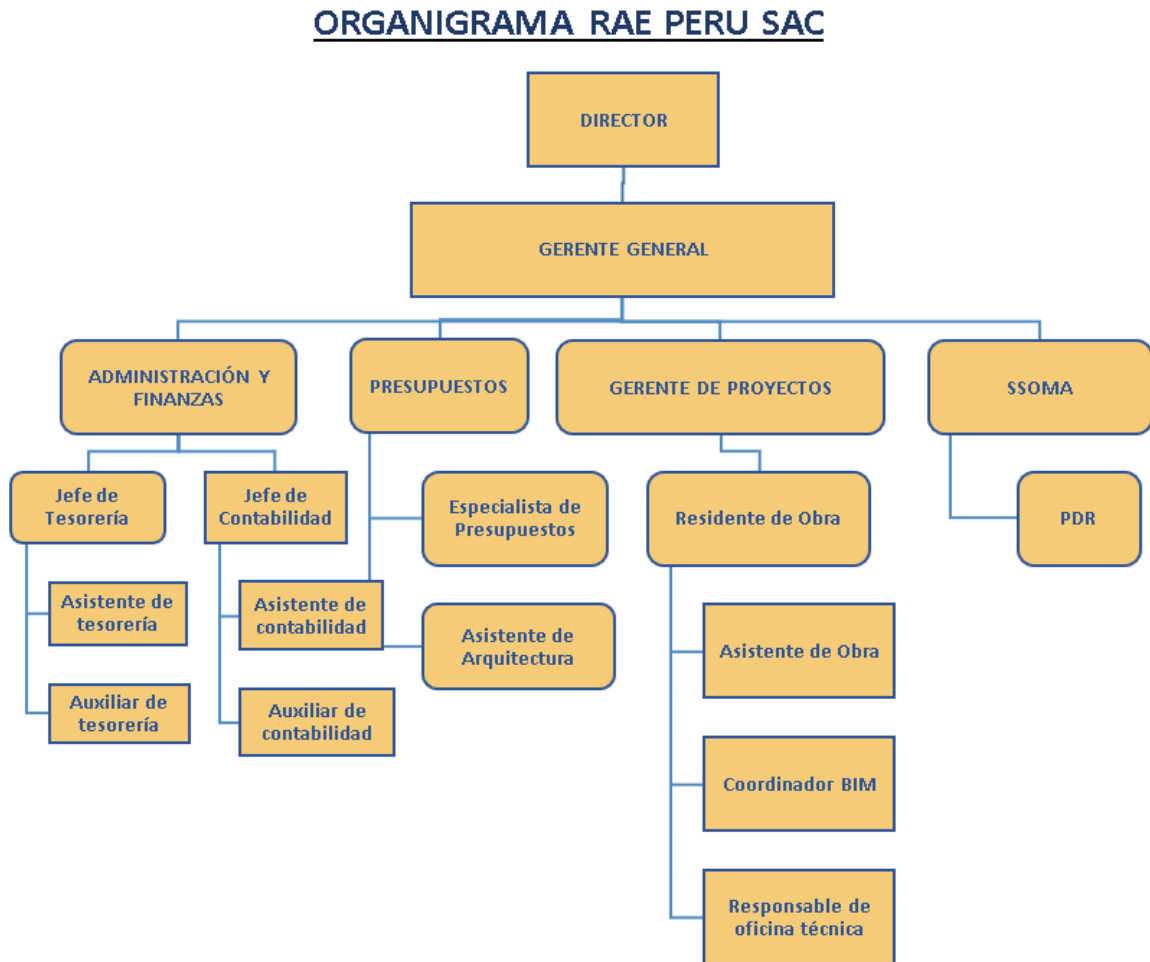 ORGANIGRAMA RAE PERU SAC
DIRECTOR
GERENTE GENERAL
ADMINISTRACIÓN Y
FINANZAS
PRESUPUESTOS
GERENTE DE PROYECTOS
SSOMA
Jefe de
Tesorería
Jefe de
Contabilidad
Especialista de
Presupuestos
Residente de Obra
PDR
Asistente de
tesorería
Asistente de
contabilidad
Asistente de
Arquitectura
Asistente de Obra
Auxiliar de
tesorería
Auxiliar de
contabilidad
Coordinador BIM
Responsable de
oficina técnica